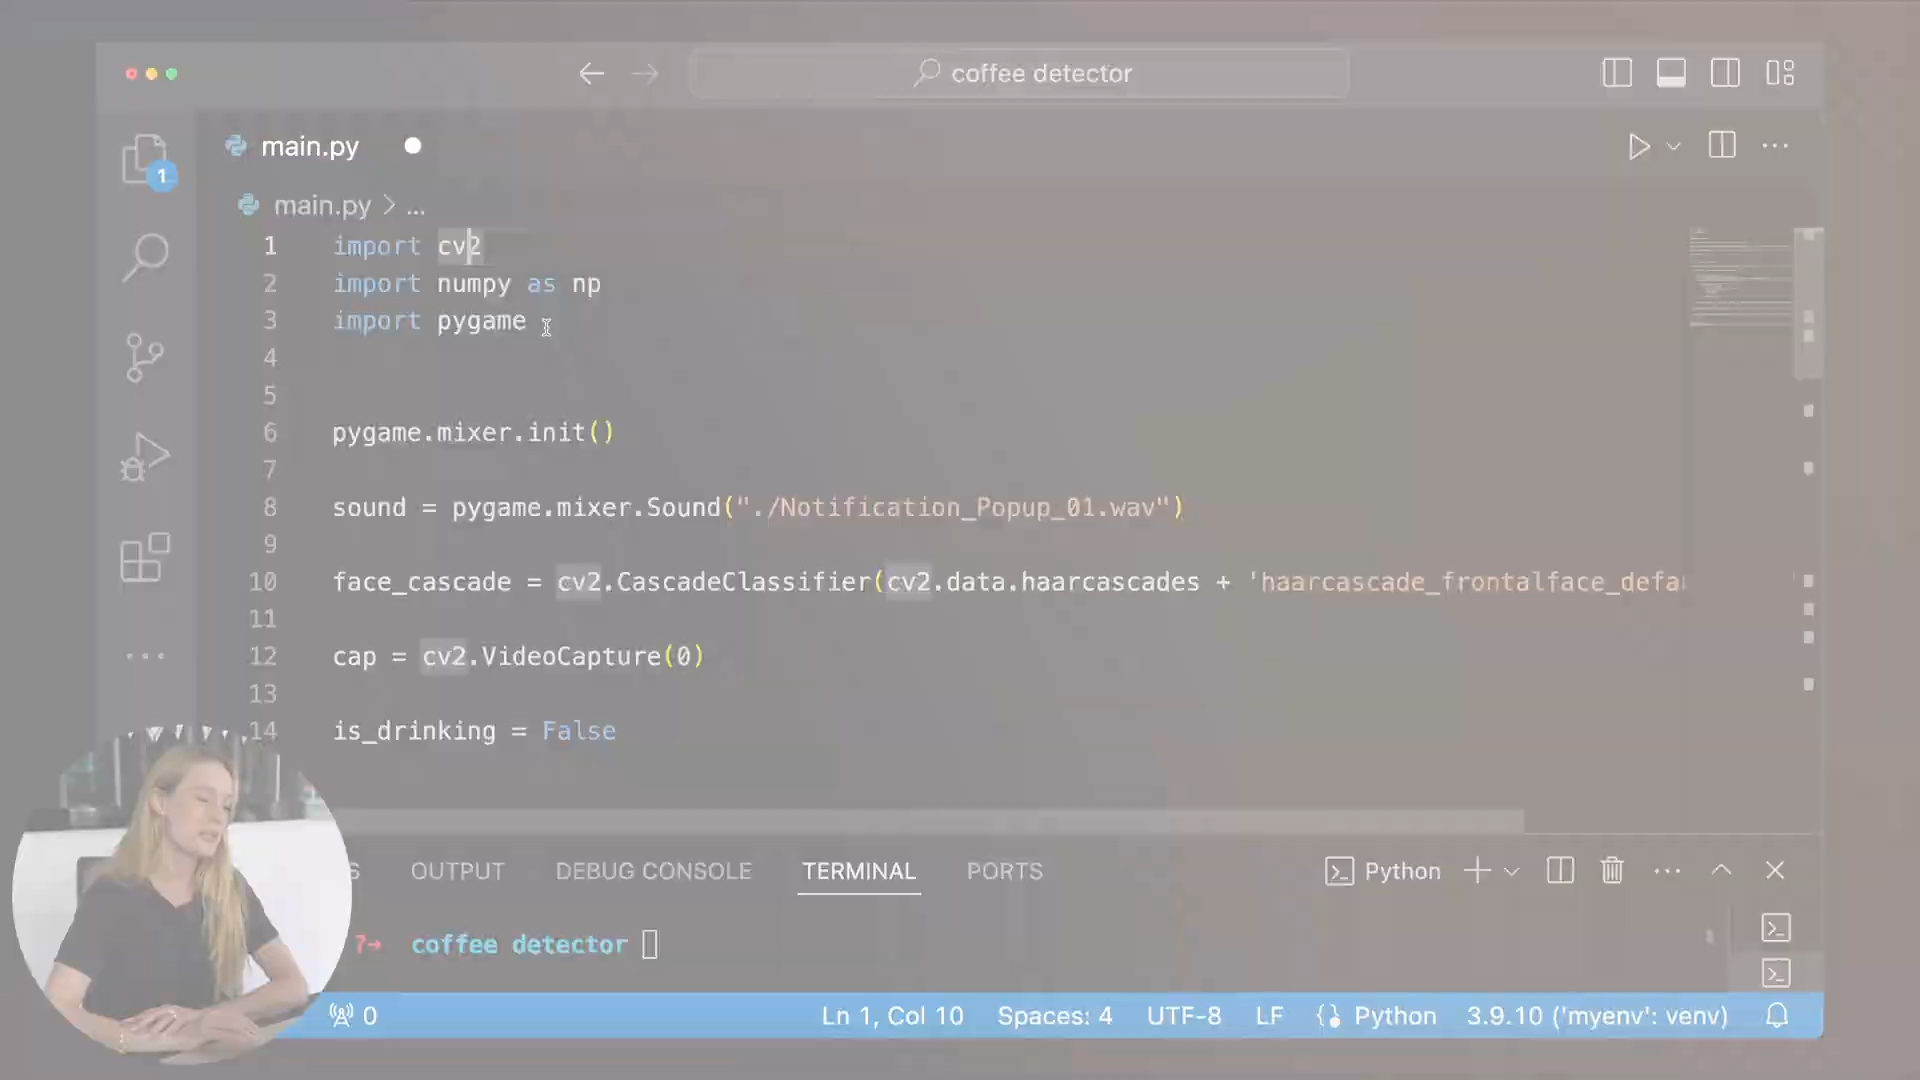 coffee detector
main.py
1
main.py > ...
1 import cv2
2 import numpy as np
3 import pygame
4
5
6 pygame.mixer.init()
7
8 sound = pygame.mixer.Sound("./Notification_Popup_01.wav")
9
10 face_cascade = cv2.CascadeClassifier(cv2.data.haarcascades + 'haarcascade_frontalface_defau
11
12 cap = cv2.VideoCapture(0)
13
14 is_drinking = False
S OUTPUT DEBUG CONSOLE TERMINAL PORTS Python
?→ coffee detector
0 Ln 1, Col 10 Spaces: 4 UTF-8 LF Python 3.9.10 ('myenv': venv)